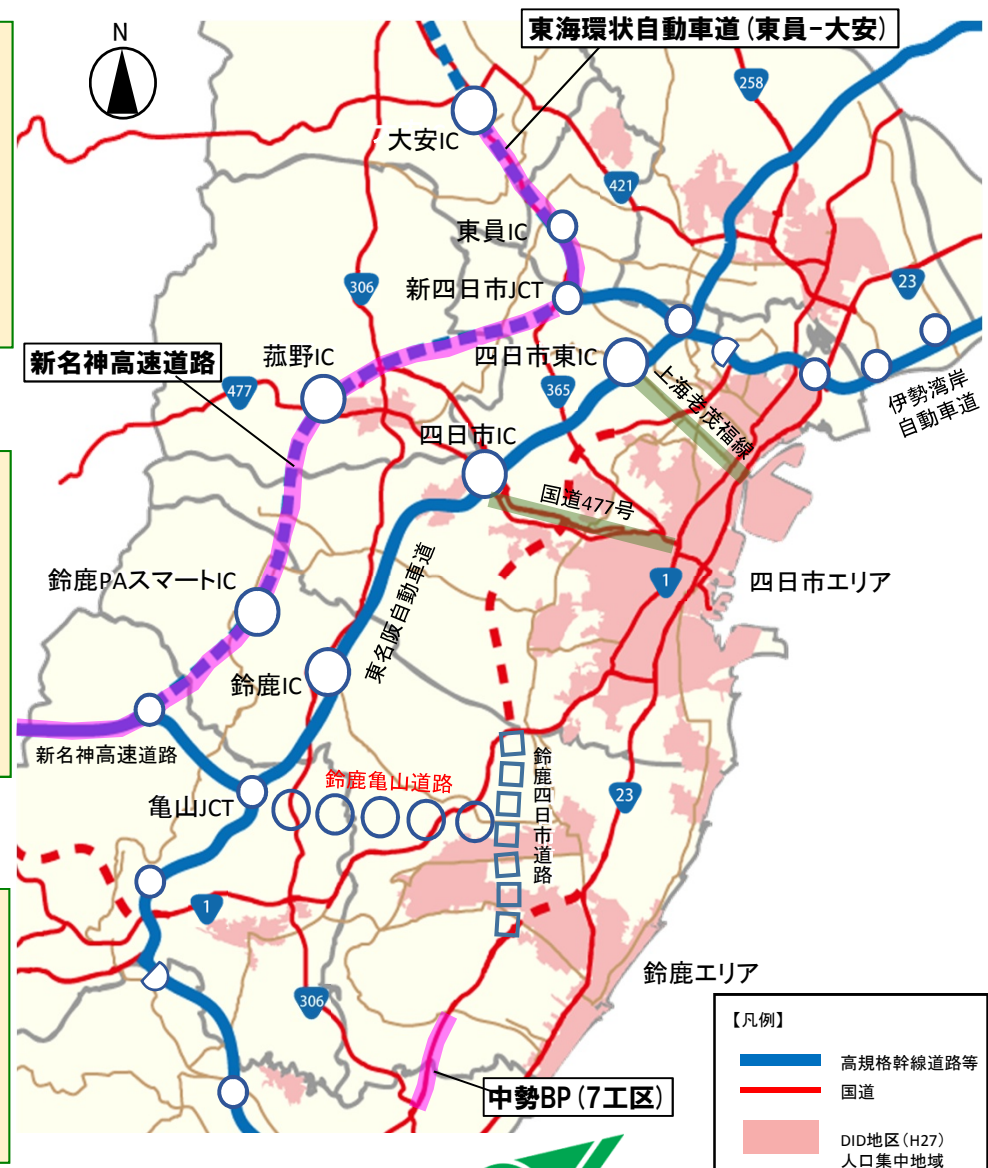 N
東海環状自動車道(東員-大安)
258
大安IC
421
東員IC
306
新四日市JCT
23
新名神高速道路
菰野IC
四日市東IC
477
365
上海老茂福線
伊勢湾岸
自動車道
四日市IC
国道477号
鈴鹿PAスマートIC
東名阪自動車道
1
四日市エリア
鈴鹿IC
新名神高速道路
鈴鹿亀山道路
鈴鹿四日市道路
亀山JCT
23
1
鈴鹿エリア
306
中勢BP(7工区)
【凡例】
高規格幹線道路等
国道
DID地区(H27)
人口集中地域